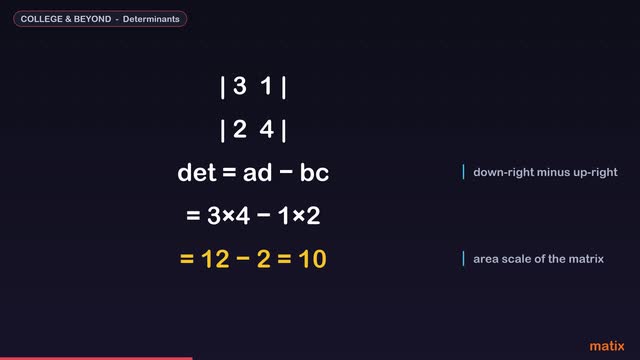 COLLEGE & BEYOND - Determinants
| 3 1 |
| 2 4 |
det = ad − bc
down-right minus up-right
= 3×4 − 1×2
= 12 − 2 = 10
area scale of the matrix
matix